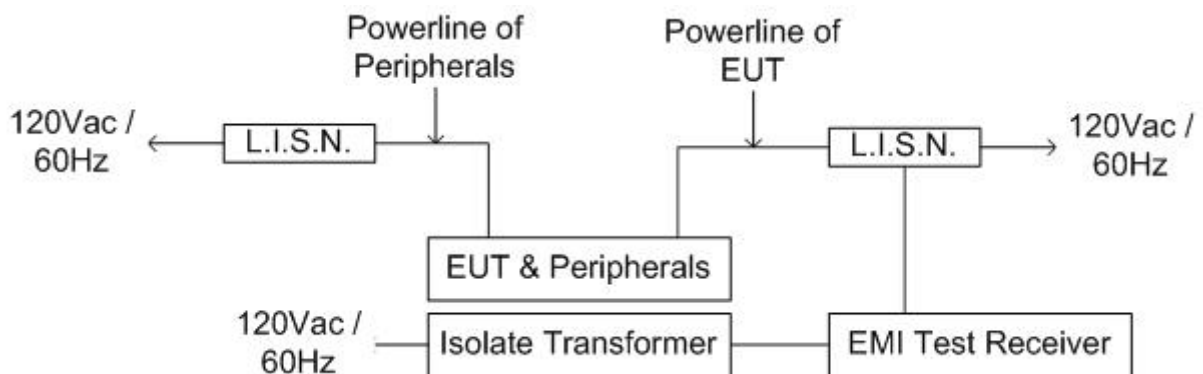 Powerline of
Peripherals
Powerline of
EUT
120Vac /
60Hz
L.I.S.N.
L.I.S.N.
120Vac /
60Hz
EUT & Peripherals
120Vac /
60Hz
Isolate Transformer
EMI Test Receiver